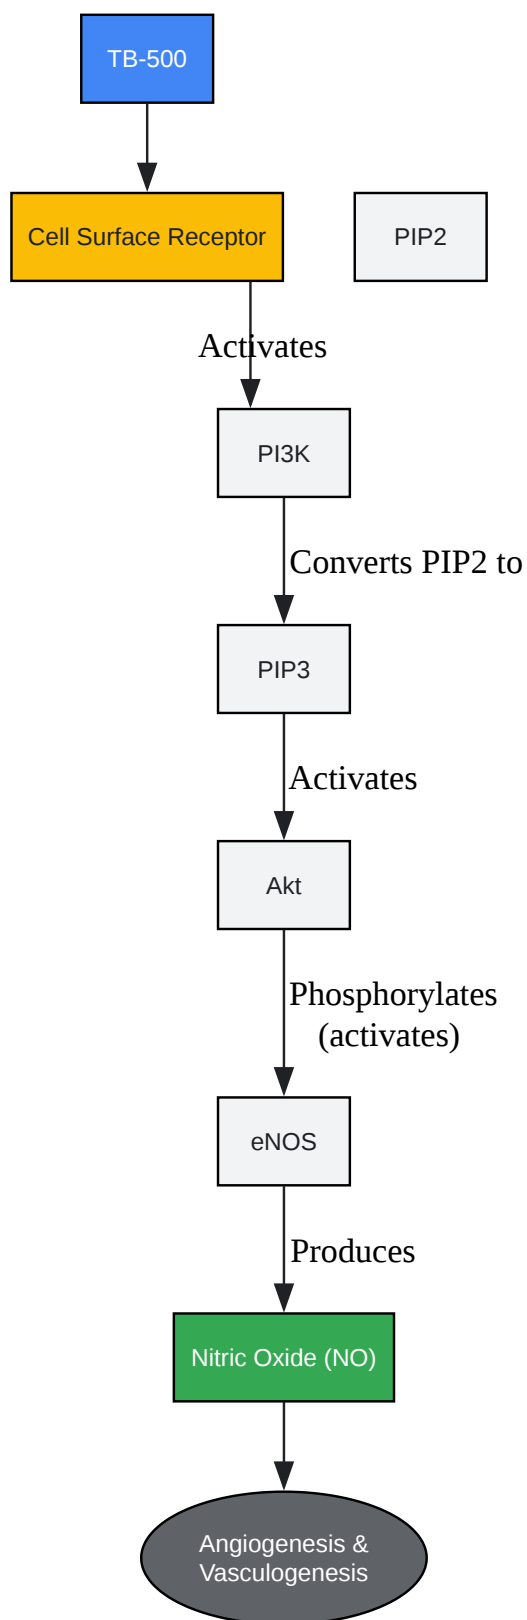 TB-500
Cell Surface Receptor
PIP2
Activates
PI3K
Converts PIP2 to
PIP3
Activates
Akt
Phosphorylates
(activates)
eNOS
Produces
Nitric Oxide (NO)
Angiogenesis &
Vasculogenesis